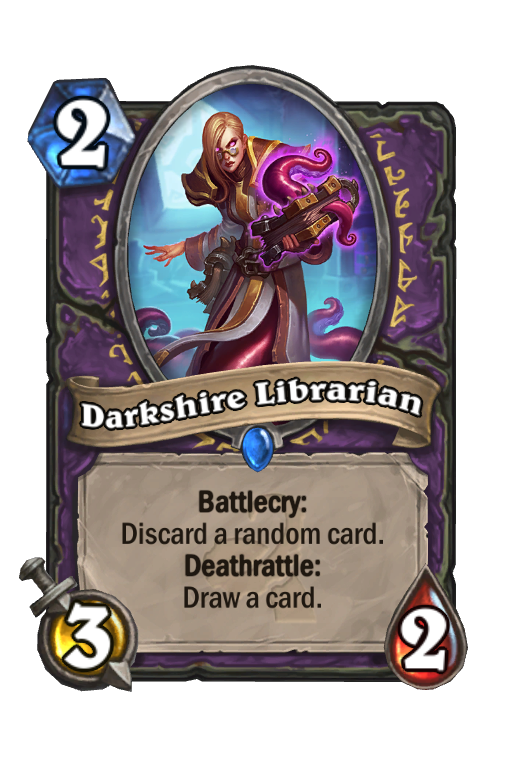 2
Darkshire Librarian
Battlecry:
Discard a random card.
Deathrattle:
Draw a card.
3
2